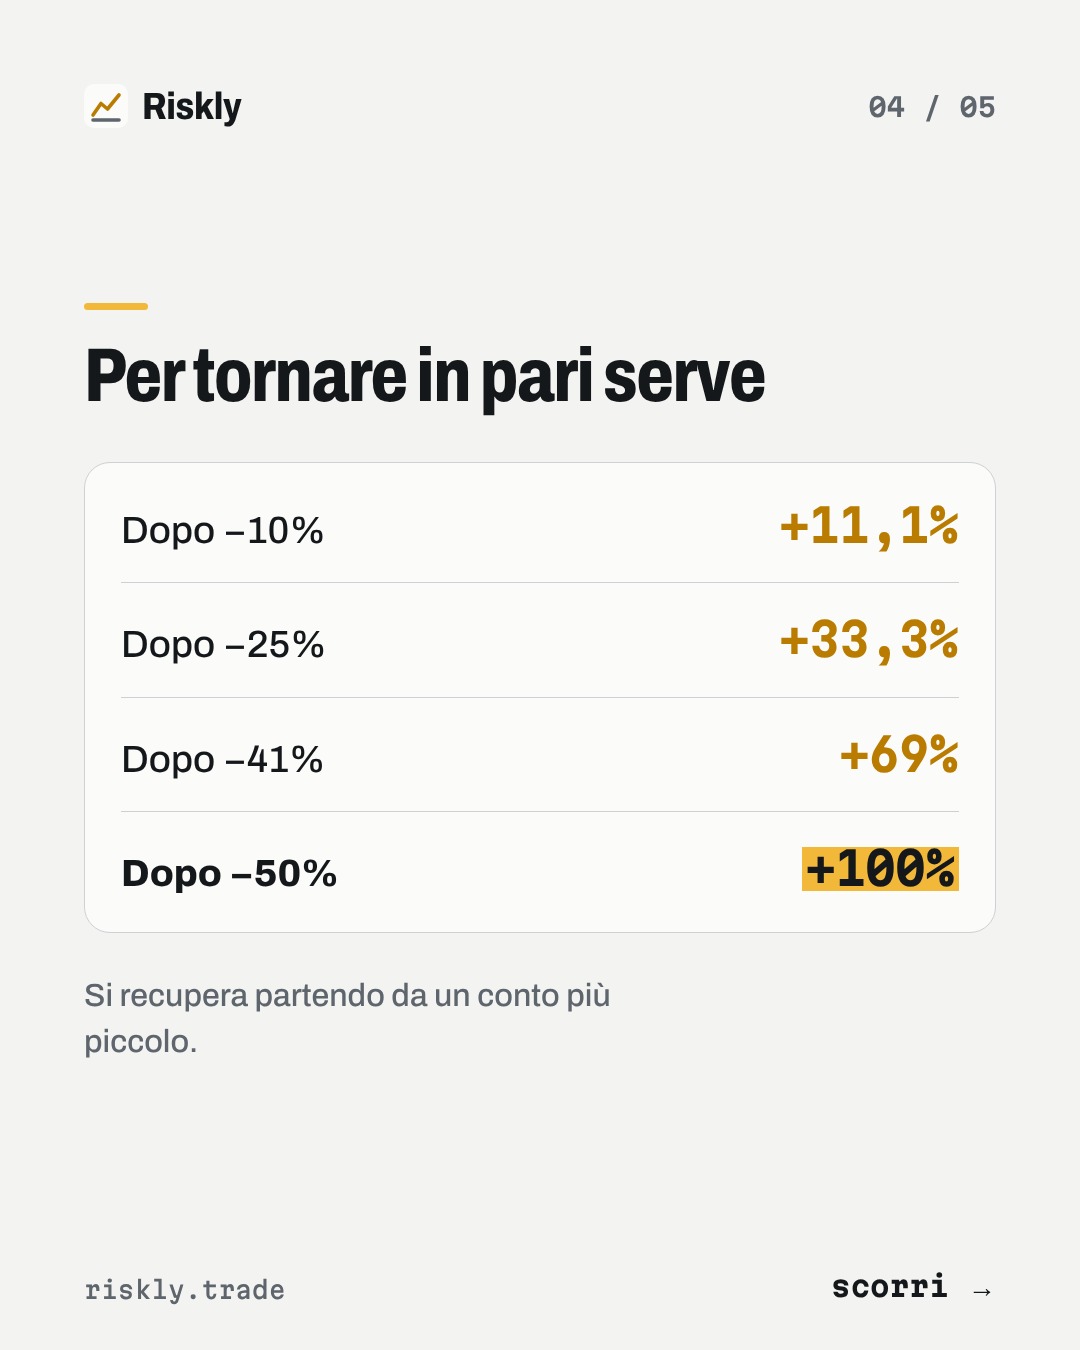 Riskly
04 / 05
Per tornare in pari serve
Dopo −10%
+11,1%
Dopo −25%
+33,3%
Dopo −41%
+69%
Dopo −50%
+100%
Si recupera partendo da un conto più
piccolo.
riskly.trade
scorri →